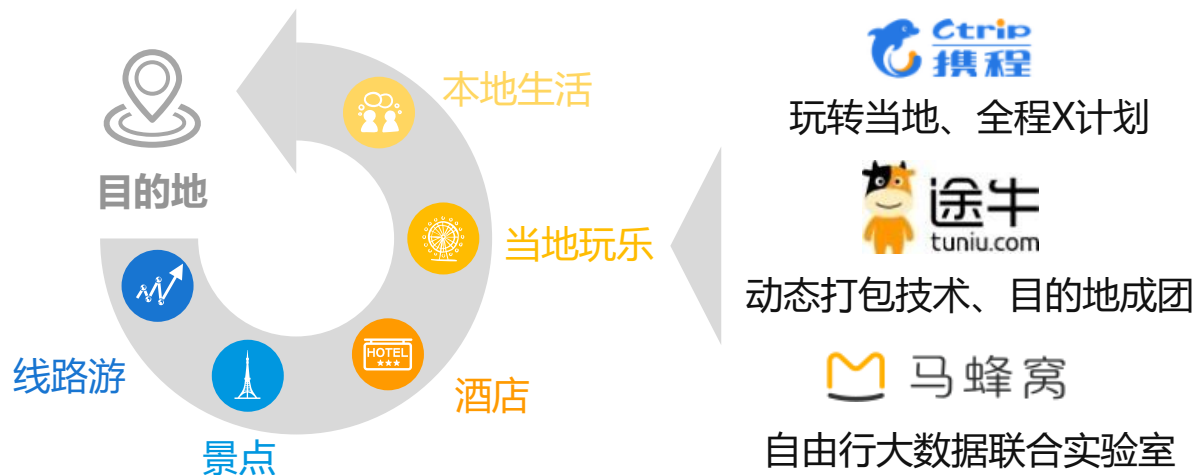 目的地
本地生活
当地玩乐
HOTEL
酒店
景点
线路游
Ctrip
携程
玩转当地、全程X计划
途牛
tuniu.com
动态打包技术、目的地成团
马蜂窝
自由行大数据联合实验室